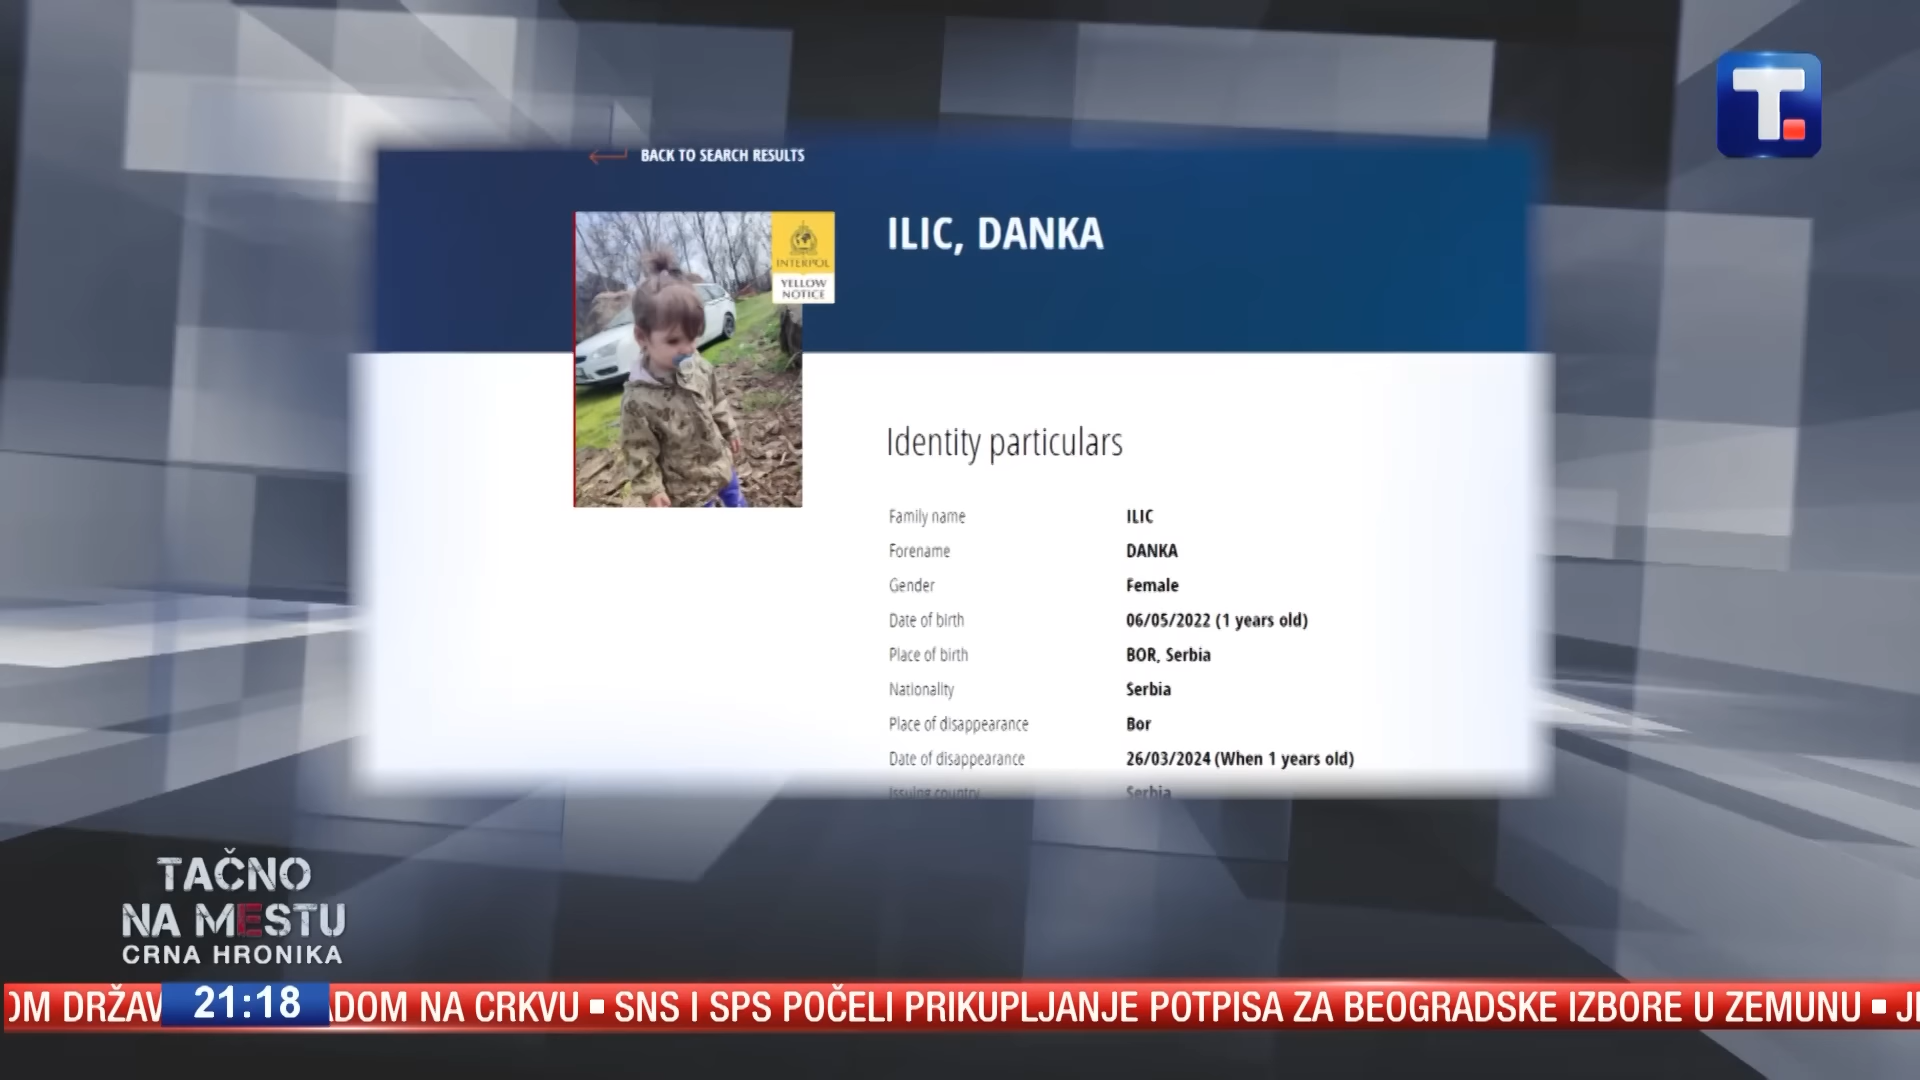 T.
BACK TO SEARCH RESULTS
INTERPOL
YELLOW
NOTICE
ILIC, DANKA
Identity particulars
Family name ILIC
Forename DANKA
Gender Female
Date of birth 06/05/2022 (1 years old)
Place of birth BOR, Serbia
Nationality Serbia
Place of disappearance Bor
Date of disappearance 26/03/2024 (When 1 years old)
Issuing country Serbia
TAČNO
NA MESTU
CRNA HRONIKA
21:18
NA CRKVU ▪ SNS I SPS POČELI PRIKUPLJANJE POTPISA ZA BEOGRADSKE IZBORE U ZEMUNU ▪